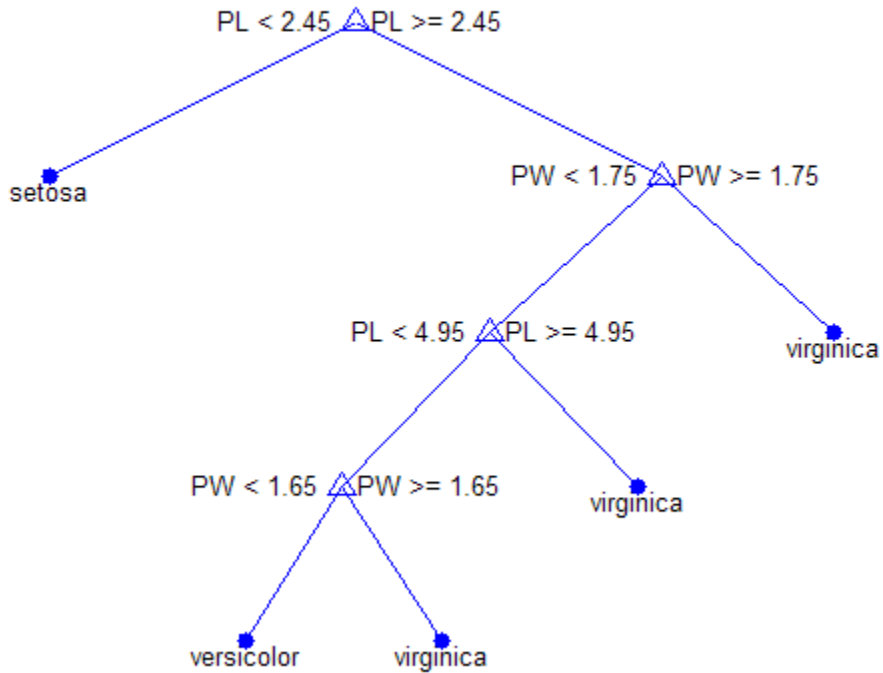 PL < 2.45 PL >= 2.45
setosa
PW < 1.75 PW >= 1.75
PL < 4.95 PL >= 4.95
virginica
PW < 1.65 PW >= 1.65
virginica
versicolor
virginica